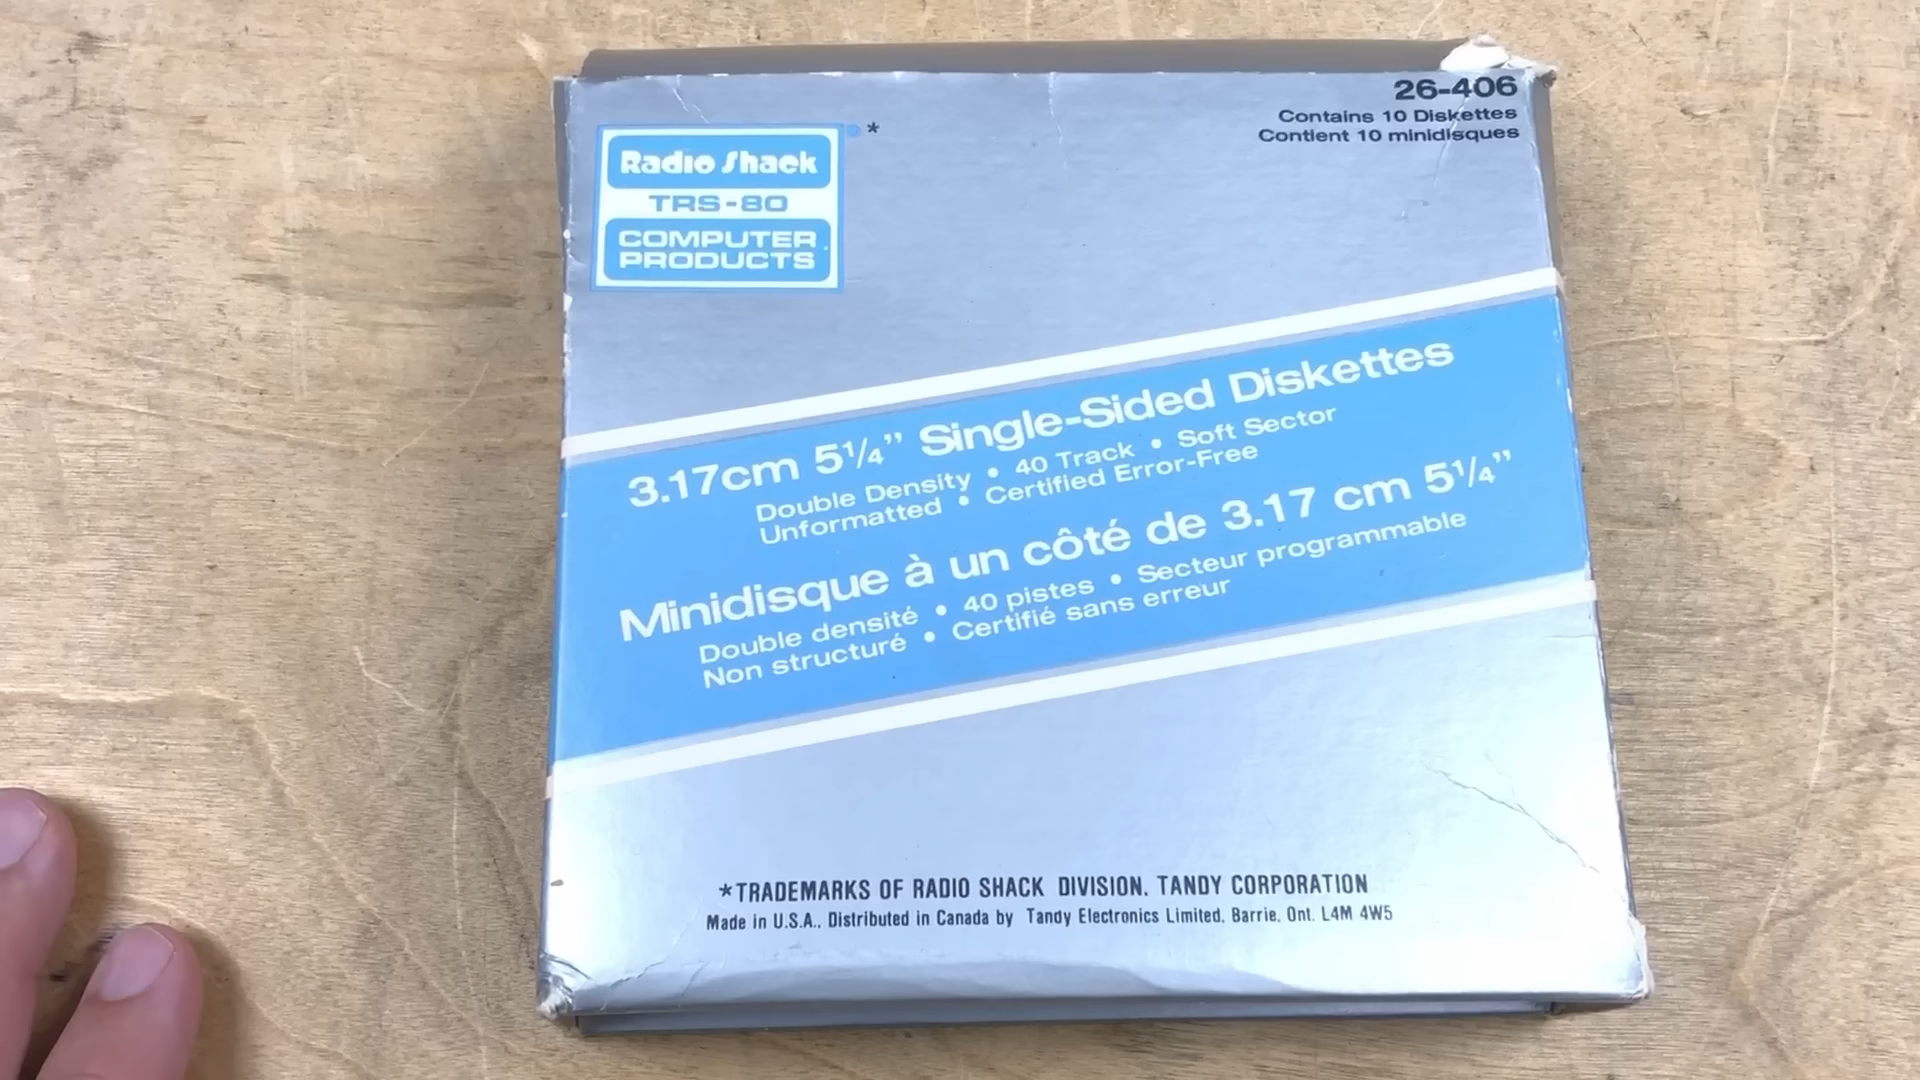 26-406
Contains 10 Diskettes
Contient 10 minidisques
Radio Shack
*
TRS-80
COMPUTER
PRODUCTS
3.17cm 5¼” Single-Sided Diskettes
Double Density • 40 Track • Soft Sector
Unformatted • Certified Error-Free
Minidisque à un côté de 3.17 cm 5¼”
Double densité • 40 pistes • Secteur programmable
Non structuré • Certifié sans erreur
*TRADEMARKS OF RADIO SHACK DIVISION. TANDY CORPORATION
Made in U.S.A., Distributed in Canada by Tandy Electronics Limited, Barrie, Ont. L4M 4W5